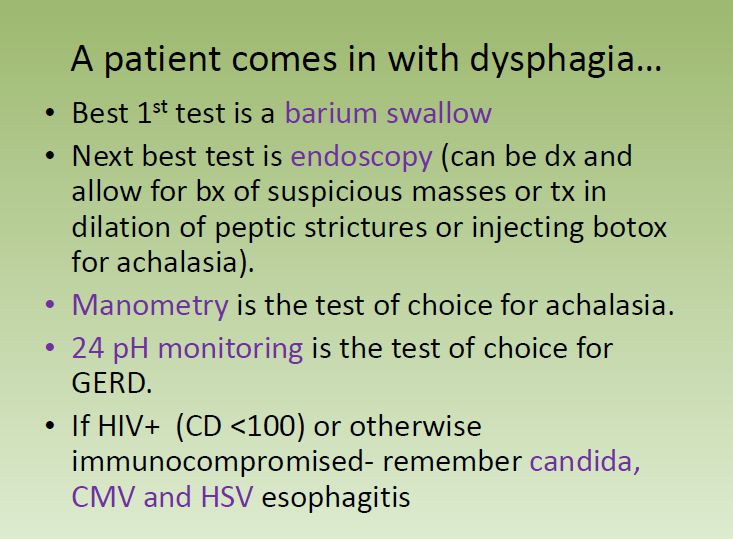 A patient comes in with dysphagia...
• Best 1st test is a barium swallow
• Next best test is endoscopy (can be dx and
allow for bx of suspicious masses or tx in
dilation of peptic strictures or injecting botox
for achalasia).
• Manometry is the test of choice for achalasia.
• 24 pH monitoring is the test of choice for
GERD.
• If HIV+  (CD <100) or otherwise
immunocompromised- remember candida,
CMV and HSV esophagitis